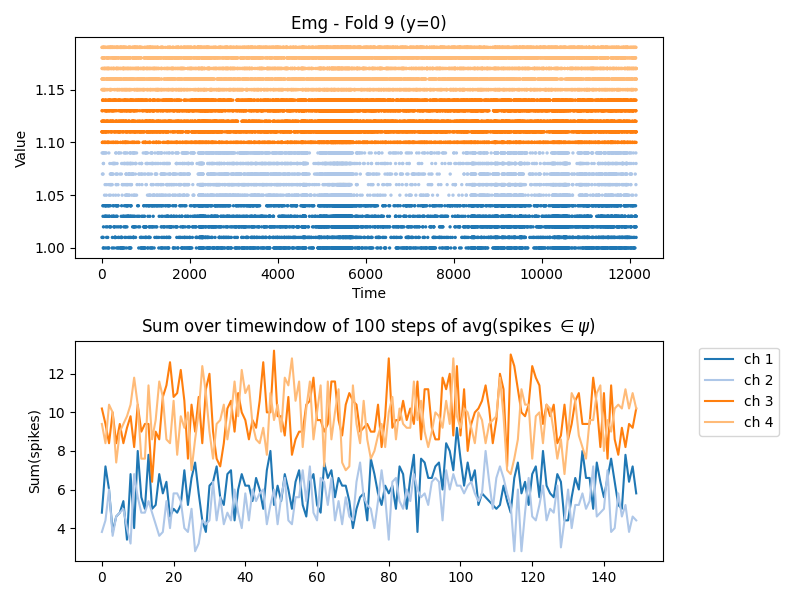 Emg - Fold 9 (y=0)
Value
1.15
1.10
1.05
1.00
0 2000 4000 6000 8000 10000 12000
Time
Sum over timewindow of 100 steps of avg(spikes ∈ ψ)
Sum(spikes)
12
10
8
6
4
0 20 40 60 80 100 120 140
ch 1
ch 2
ch 3
ch 4